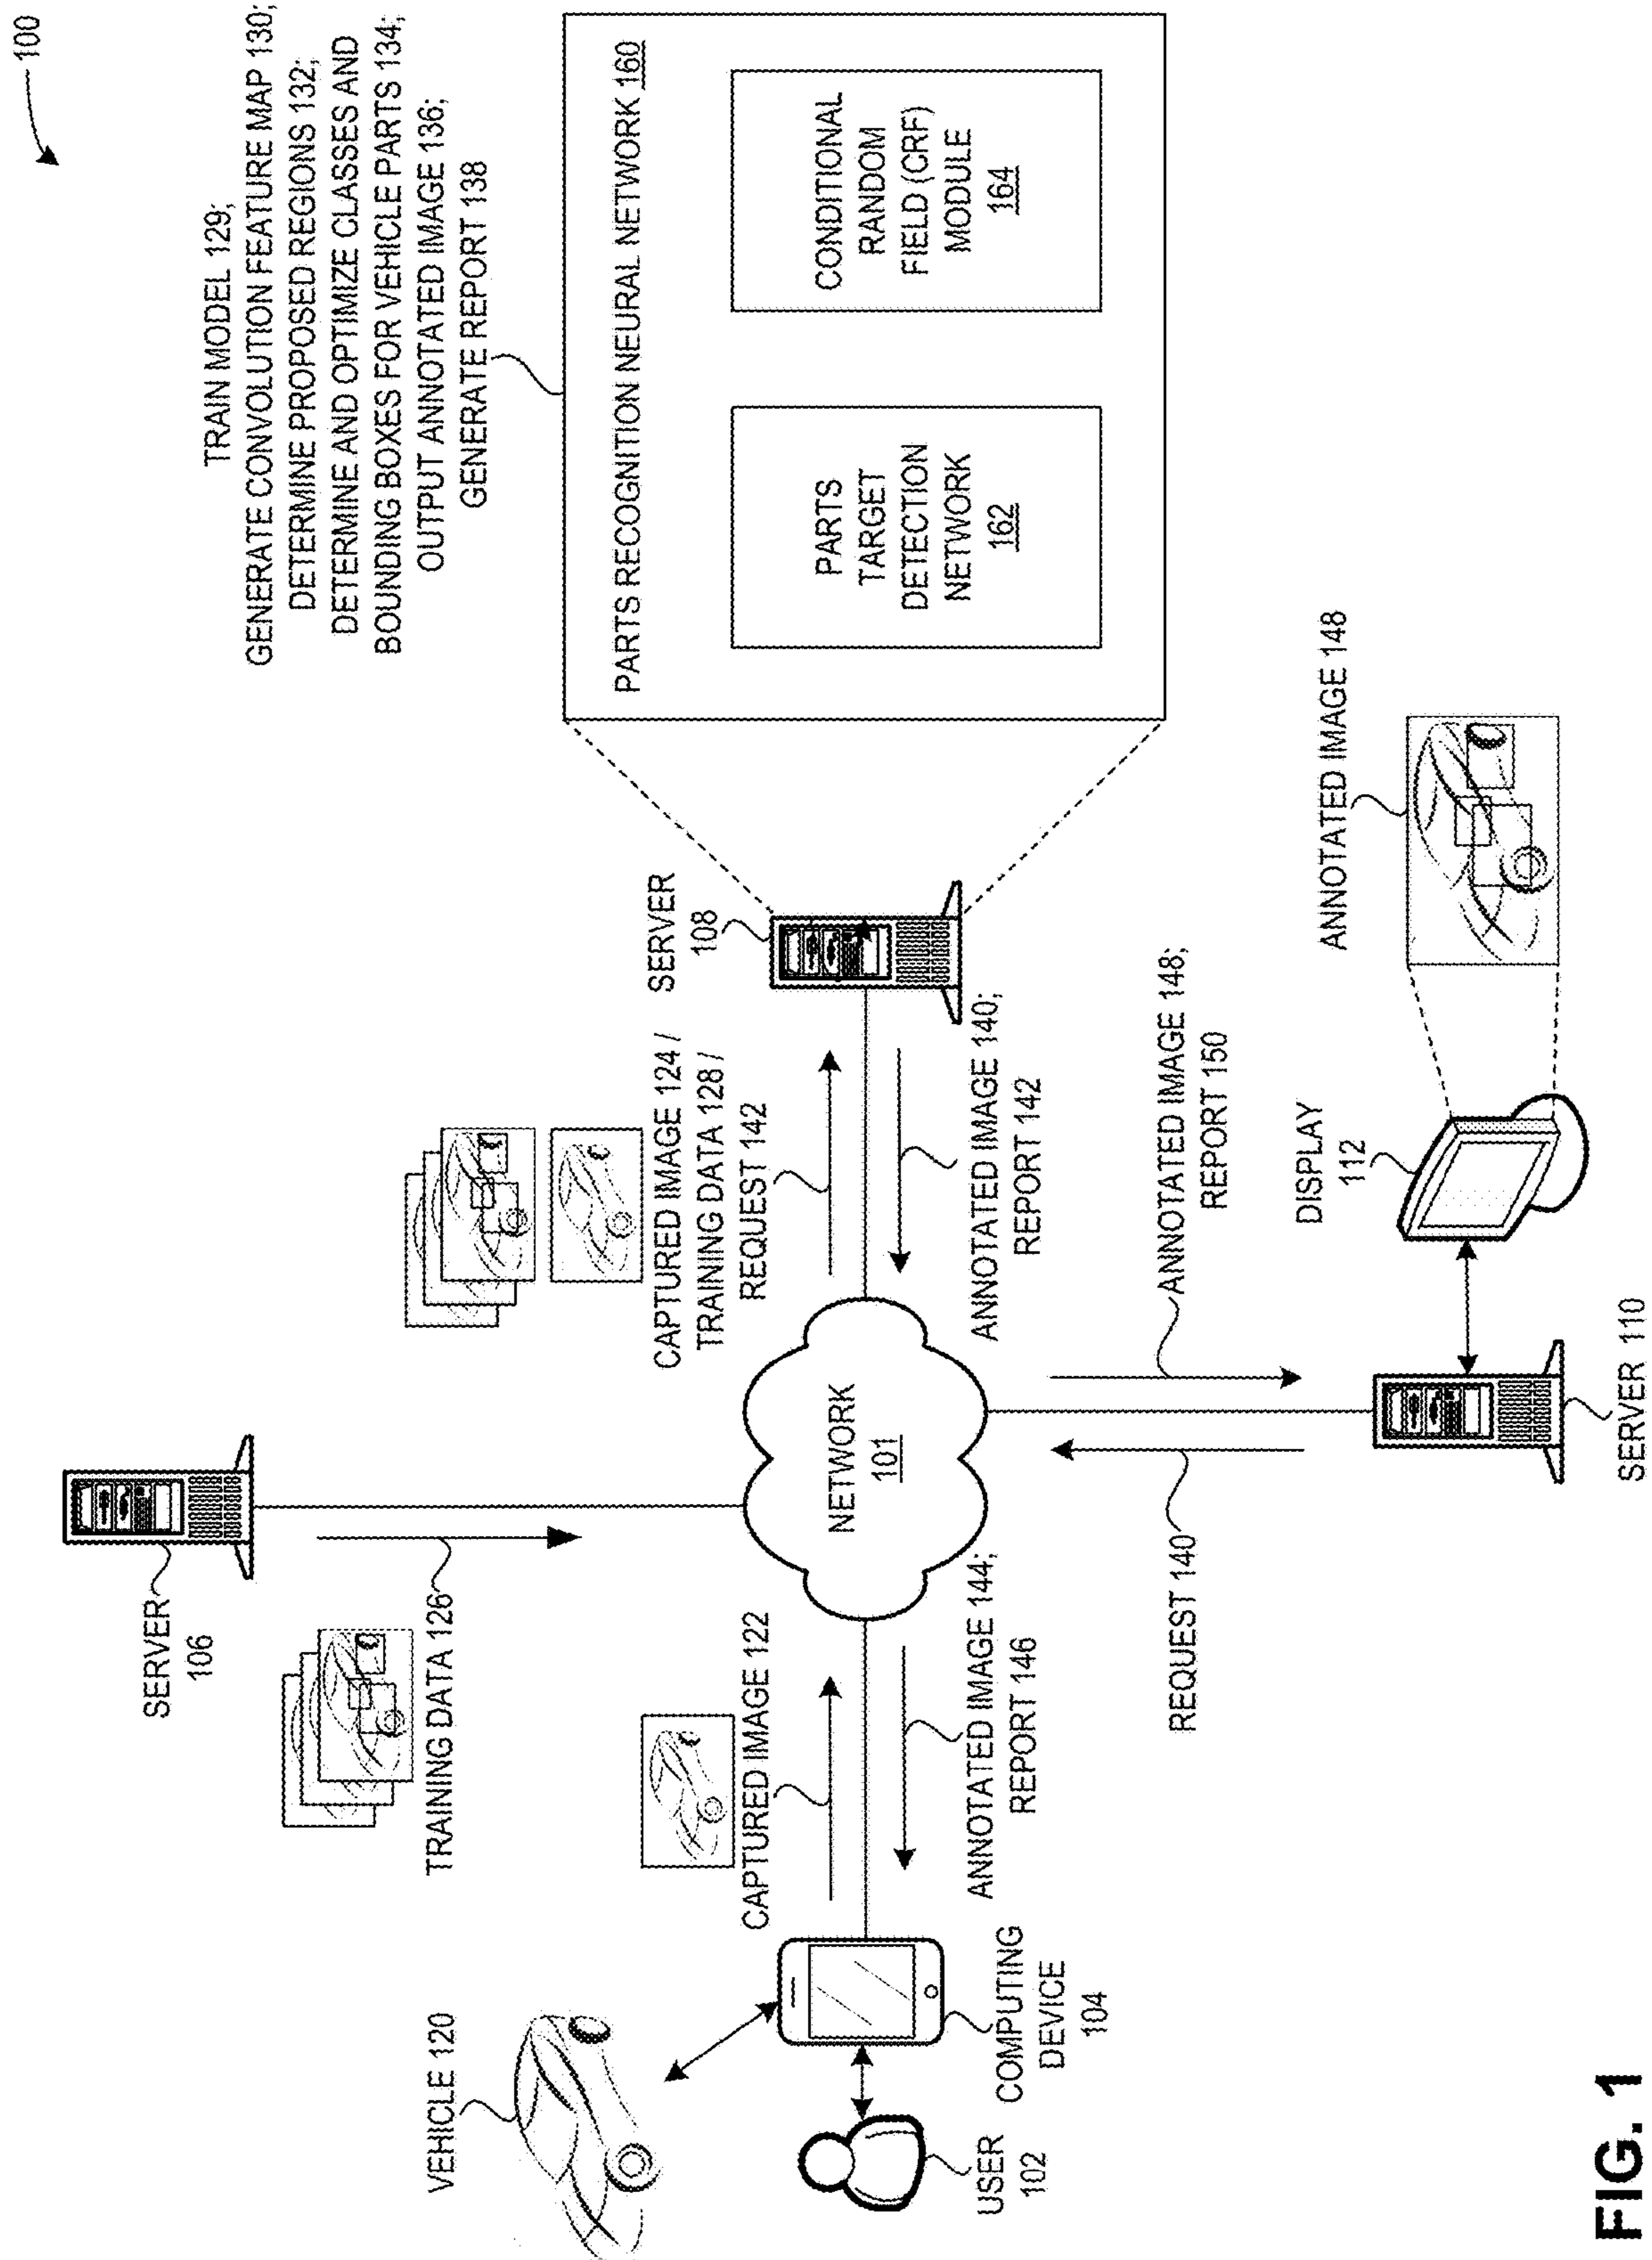 100
TRAIN MODEL 129;
GENERATE CONVOLUTION FEATURE MAP 130;
DETERMINE PROPOSED REGIONS 132;
DETERMINE AND OPTIMIZE CLASSES AND
BOUNDING BOXES FOR VEHICLE PARTS 134;
OUTPUT ANNOTATED IMAGE 136;
GENERATE REPORT 138
PARTS RECOGNITION NEURAL NETWORK 160
PARTS
TARGET
DETECTION
NETWORK
162
CONDITIONAL
RANDOM
FIELD (CRF)
MODULE
164
SERVER
106
TRAINING DATA 126
SERVER
108
CAPTURED IMAGE 124 /
TRAINING DATA 128 /
REQUEST 142
ANNOTATED IMAGE 140;
REPORT 142
VEHICLE 120
CAPTURED IMAGE 122
NETWORK
101
ANNOTATED IMAGE 144;
REPORT 146
USER
102
COMPUTING
DEVICE
104
REQUEST 140
ANNOTATED IMAGE 148;
REPORT 150
SERVER 110
DISPLAY
112
ANNOTATED IMAGE 148
FIG. 1